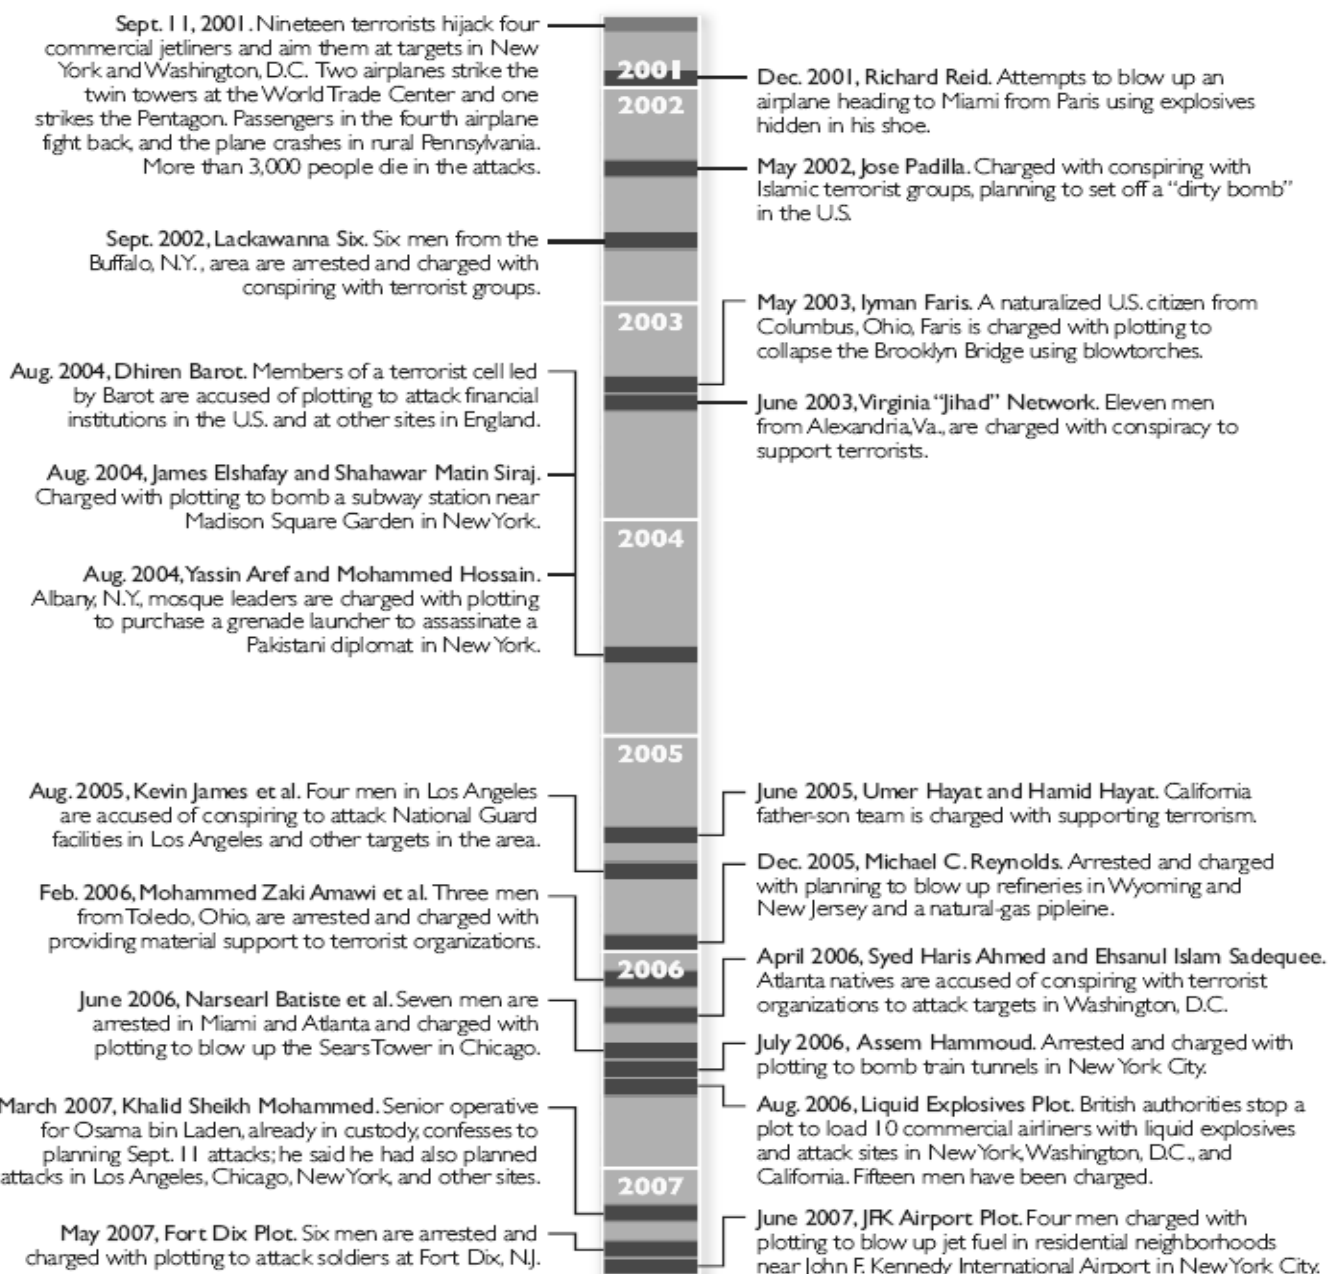 Sept. 11, 2001. Nineteen terrorists hijack four
commercial jetliners and aim them at targets in New
York and Washington, D.C. Two airplanes strike the
twin towers at the World Trade Center and one
strikes the Pentagon. Passengers in the fourth airplane
fight back, and the plane crashes in rural Pennsylvania.
More than 3,000 people die in the attacks.
2001
Dec. 2001, Richard Reid. Attempts to blow up an
airplane heading to Miami from Paris using explosives
hidden in his shoe.
2002
May 2002, Jose Padilla. Charged with conspiring with
Islamic terrorist groups, planning to set off a “dirty bomb”
in the U.S.
Sept. 2002, Lackawanna Six. Six men from the
Buffalo, N.Y., area are arrested and charged with
conspiring with terrorist groups.
2003
May 2003, Iyman Faris. A naturalized U.S. citizen from
Columbus, Ohio, Faris is charged with plotting to
collapse the Brooklyn Bridge using blowtorches.
June 2003, Virginia “Jihad” Network. Eleven men
from Alexandria, Va., are charged with conspiracy to
support terrorists.
Aug. 2004, Dhiren Barot. Members of a terrorist cell led
by Barot are accused of plotting to attack financial
institutions in the U.S. and at other sites in England.
Aug. 2004, James Elshafay and Shahawar Matin Siraj.
Charged with plotting to bomb a subway station near
Madison Square Garden in New York.
2004
Aug. 2004, Yassin Aref and Mohammed Hossain.
Albany, N.Y., mosque leaders are charged with plotting
to purchase a grenade launcher to assassinate a
Pakistani diplomat in New York.
2005
June 2005, Umer Hayat and Hamid Hayat. California
father-son team is charged with supporting terrorism.
Aug. 2005, Kevin James et al. Four men in Los Angeles
are accused of conspiring to attack National Guard
facilities in Los Angeles and other targets in the area.
Dec. 2005, Michael C. Reynolds. Arrested and charged
with planning to blow up refineries in Wyoming and
New Jersey and a natural-gas pipleine.
Feb. 2006, Mohammed Zaki Amawi et al. Three men
from Toledo, Ohio, are arrested and charged with
providing material support to terrorist organizations.
2006
April 2006, Syed Haris Ahmed and Ehsanul Islam Sadequee.
Atlanta natives are accused of conspiring with terrorist
organizations to attack targets in Washington, D.C.
June 2006, Narsearl Batiste et al. Seven men are
arrested in Miami and Atlanta and charged with
plotting to blow up the Sears Tower in Chicago.
July 2006, Assem Hammoud. Arrested and charged with
plotting to bomb train tunnels in New York City.
Aug. 2006, Liquid Explosives Plot. British authorities stop a
plot to load 10 commercial airliners with liquid explosives
and attack sites in New York, Washington, D.C., and
California. Fifteen men have been charged.
March 2007, Khalid Sheikh Mohammed. Senior operative
for Osama bin Laden, already in custody, confesses to
planning Sept. 11 attacks; he said he had also planned
attacks in Los Angeles, Chicago, New York, and other sites.
2007
May 2007, Fort Dix Plot. Six men are arrested and
charged with plotting to attack soldiers at Fort Dix, N.J.
June 2007, JFK Airport Plot. Four men charged with
plotting to blow up jet fuel in residential neighborhoods
near John F. Kennedy International Airport in New York City.